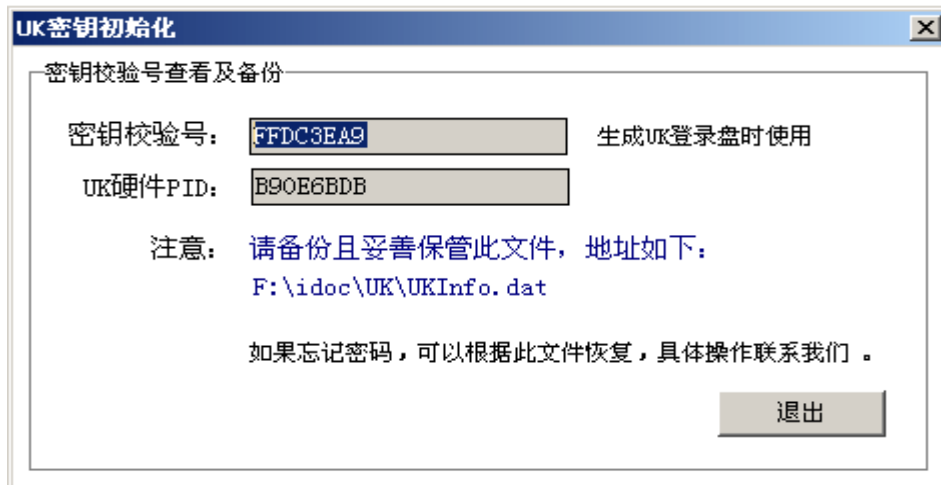 UK密钥初始化
密钥校验号查看及备份
密钥校验号： FFDC3EA9 生成UK登录盘时使用
UK硬件PID： B90E6BDB
注意： 请备份且妥善保管此文件，地址如下：
F:\idoc\UK\UKInfo.dat
如果忘记密码，可以根据此文件恢复，具体操作联系我们 。
退出